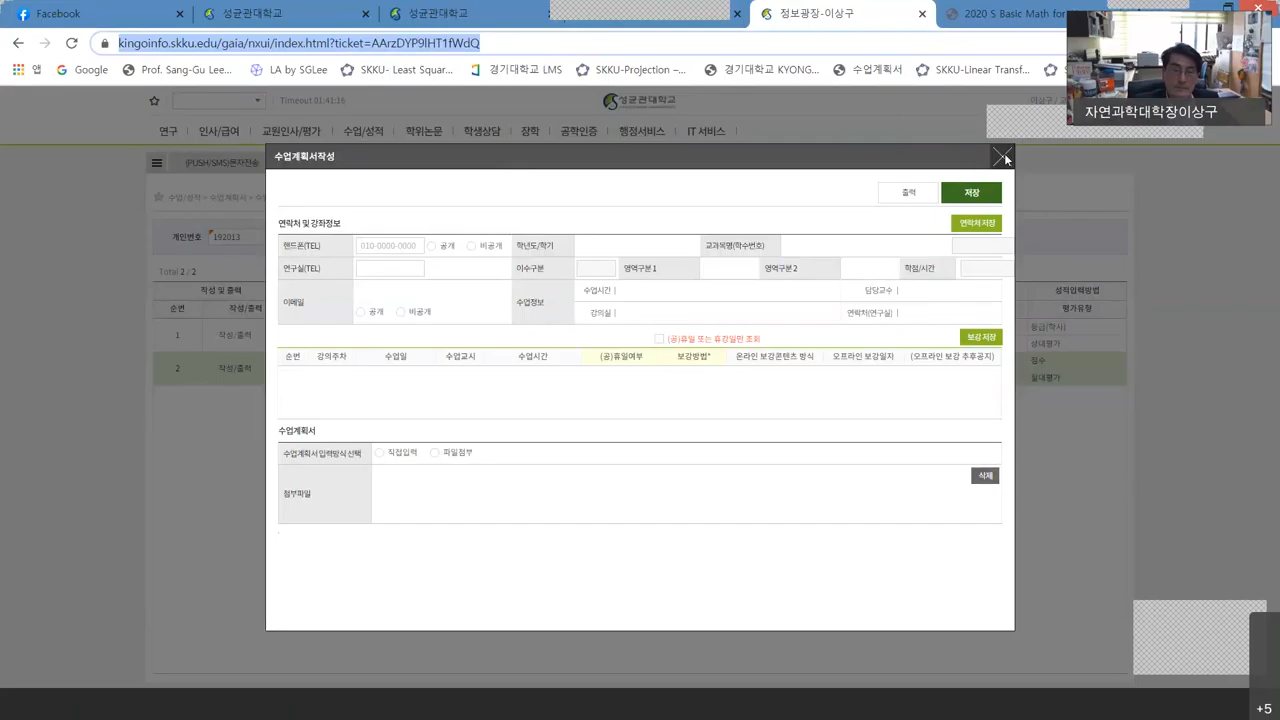 Facebook
성균관대학교
성균관대학교
정보광장-이상구
2020 S Basic Math for
kingoinfo.skku.edu/gaia/nxui/index.html?ticket=AArzDYP9lHT1fWdQ
앱
Google
Prof. Sang-Gu Lee...
LA by SGLee
SKKU- Least Squar...
경기대학교 LMS
SKKU-Projection –...
경기대학교 KYONG...
수업계획서
SKKU-Linear Transf...
자연과학대학장이상구
Timeout 01:41:16
성균관대학교
연구
인사/급여
교원인사/평가
수업/성적
학위논문
학생상담
장학
공학인증
행정서비스
IT 서비스
(PUSH/SMS)문자전송
수업계획서작성
출력
저장
수업/성적 > 수업계획서 >
연락처 및 강좌정보
연락처 저장
개인번호
192013
핸드폰(TEL)
010-0000-0000
공개
비공개
학년도/학기
교과목명(학수번호)
연구실(TEL)
이수구분
영역구분1
영역구분2
학점/시간
Total 2 / 2
이메일
공개
비공개
수업정보
수업시간 |
담당교수 |
강의실 |
연락처(연구실) |
작성 및 출력
성적입력방법
순번
작성/출력
평가유형
1
작성/출력
등급(학사)
상대평가
2
작성/출력
점수
절대평가
(공)휴일 또는 휴강일만 조회
보강 저장
순번
강의주차
수업일
수업교시
수업시간
(공)휴일여부
보강방법*
온라인 보강콘텐츠 방식
오프라인 보강일자
(오프라인 보강 추후공지)
수업계획서
수업계획서 입력방식 선택
직접입력
파일첨부
첨부파일
삭제
+5